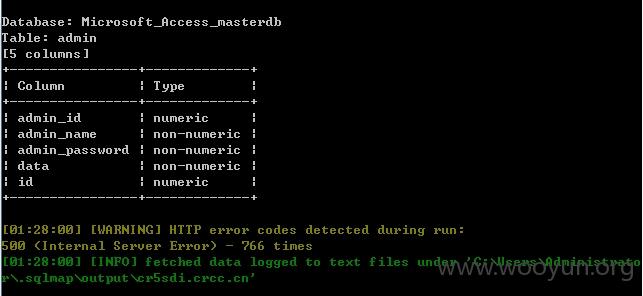 Database: Microsoft_Access_masterdb
Table: admin
[5 columns]
+----------------+-------------+
¦ Column         ¦ Type        ¦
+----------------+-------------+
¦ admin_id       ¦ numeric     ¦
¦ admin_name     ¦ non-numeric ¦
¦ admin_password ¦ non-numeric ¦
¦ data           ¦ non-numeric ¦
¦ id             ¦ numeric     ¦
+----------------+-------------+
[01:28:00] [WARNING] HTTP error codes detected during run:
500 (Internal Server Error) - 766 times
[01:28:00] [INFO] fetched data logged to text files under 'C:\Users\Administrato
r\.sqlmap\output\cr5sdi.crcc.cn'
www.wooyun.org